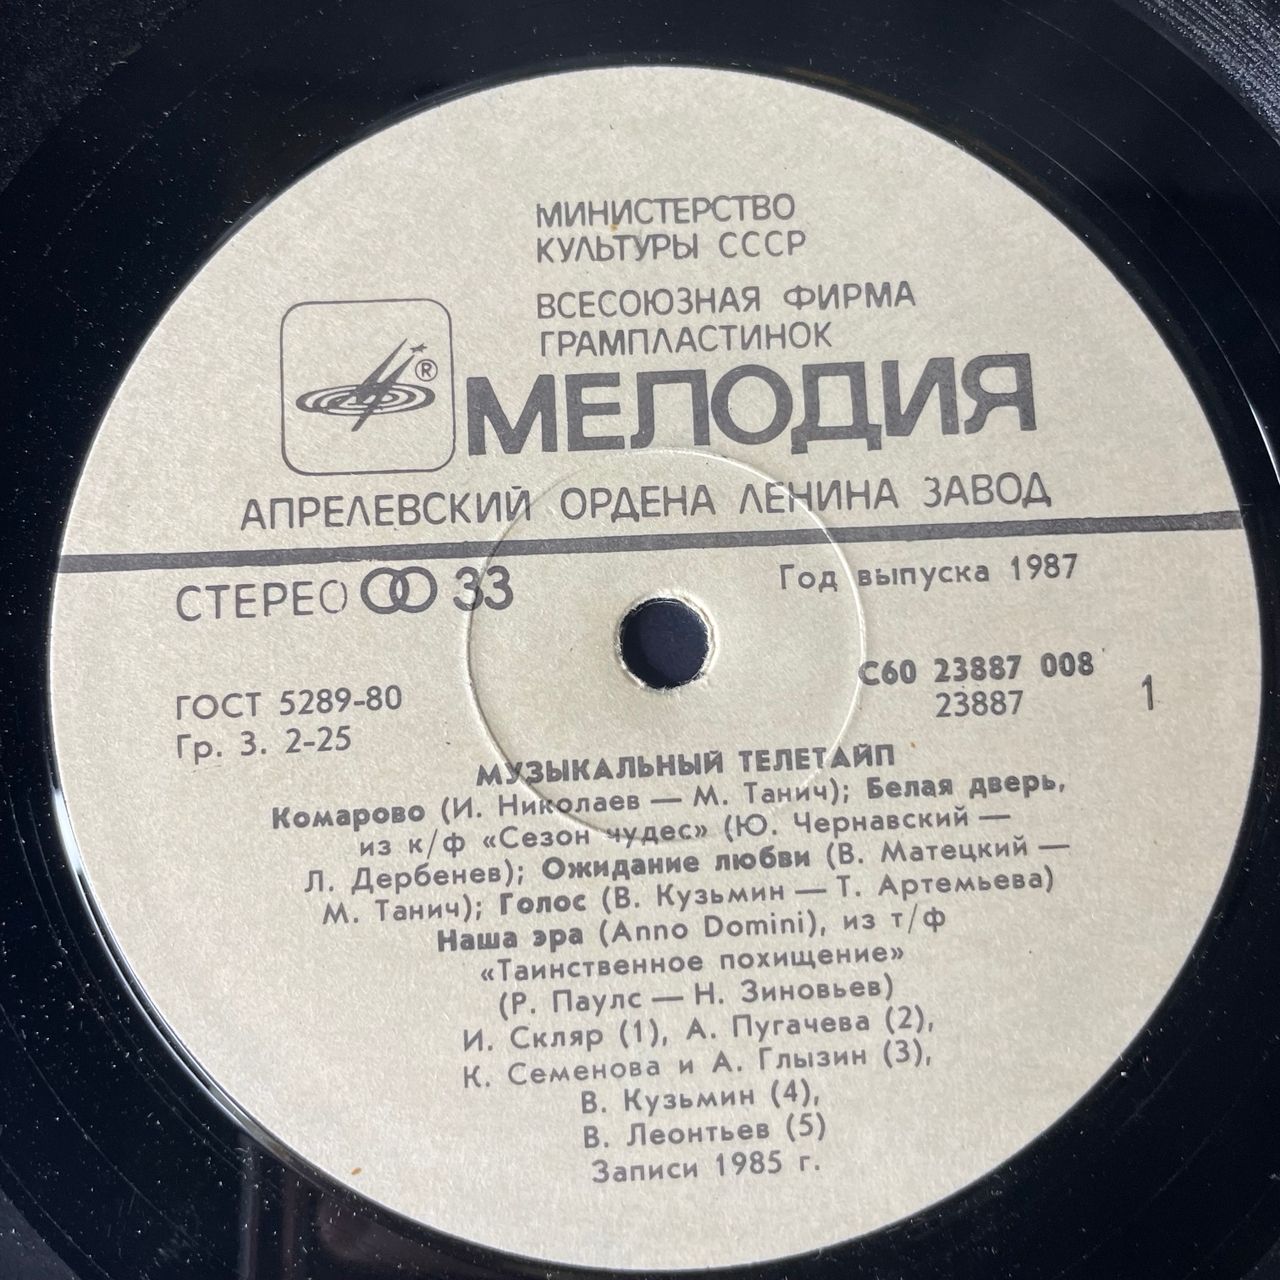 МИНИСТЕРСТВО
КУЛЬТУРЫ СССР
ВСЕСОЮЗНАЯ ФИРМА
ГРАМПЛАСТИНОК
®
МЕЛОДИЯ
АПРЕЛЕВСКИЙ ОРДЕНА ЛЕНИНА ЗАВОД
СТЕРЕО 33
Год выпуска 1987
ГОСТ 5289-80
Гр. 3. 2-25
С60 23887 008
23887
1
МУЗЫКАЛЬНЫЙ ТЕЛЕТАЙП
Комарово (И. Николаев — М. Танич); Белая дверь,
из к/ф «Сезон чудес» (Ю. Чернавский —
Л. Дербенев); Ожидание любви (В. Матецкий —
М. Танич); Голос (В. Кузьмин — Т. Артемьева)
Наша эра (Anno Domini), из т/ф
«Таинственное похищение»
(Р. Паулс — Н. Зиновьев)
И. Скляр (1), А. Пугачева (2),
К. Семенова и А. Глызин (3),
В. Кузьмин (4),
В. Леонтьев (5)
Записи 1985 г.